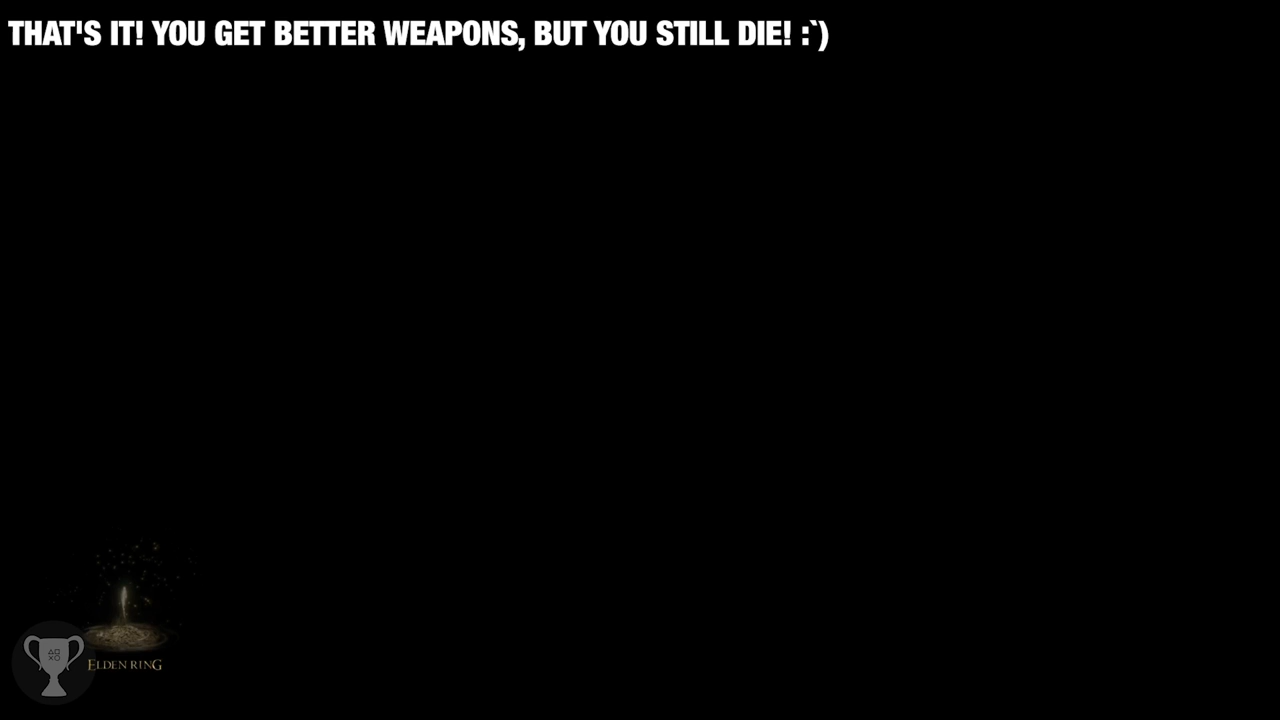 THAT'S IT! YOU GET BETTER WEAPONS, BUT YOU STILL DIE! :`)
ELDEN RING